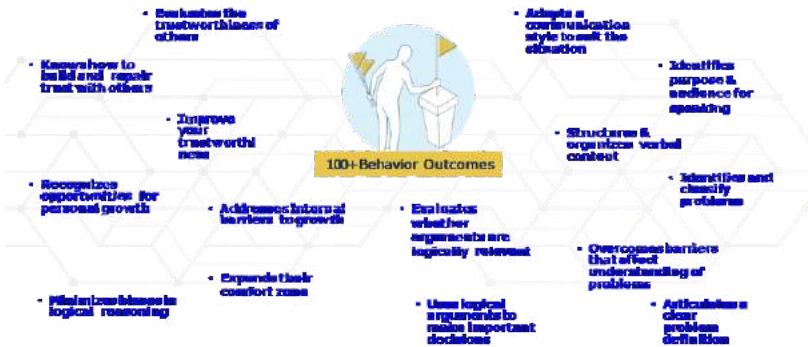 • Evaluates the
trustworthiness of
others
• Adapts a
communication
style to suit the
situation
• Knows how to
build and repair
trust with others
• Identifies
purpose &
audience for
speaking
• Improve
your
trustworthi
ness
• Structures &
organizes verbal
content
100+ Behavior Outcomes
• Recognizes
opportunities for
personal growth
• Identifies and
classify
problems
• Addresses internal
barriers to growth
• Evaluates
whether
arguments are
logically relevant
• Overcomes barriers
that affect
understanding of
problems
• Expends their
comfort zone
• Minimizes biases in
logical reasoning
• Uses logical
arguments to
make important
decisions
• Articulates a
clear
problem
definition